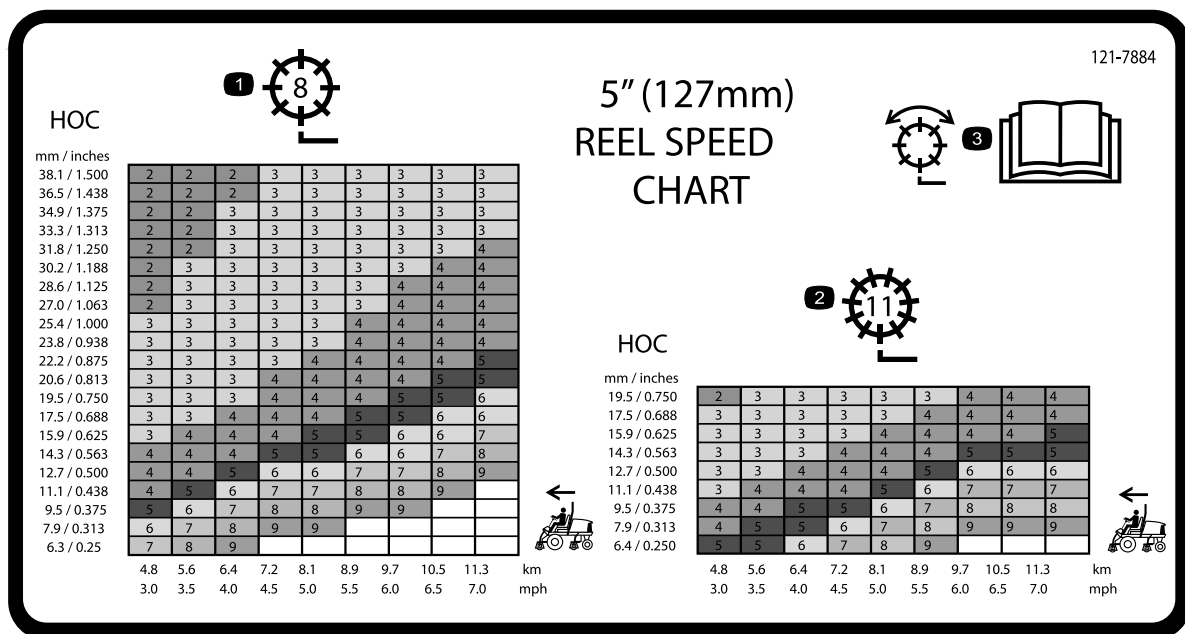 121-7884
5” (127mm)
REEL SPEED
CHART
1
8
3
HOC
mm / inches
38.1 / 1.500 2 2 2 3 3 3 3 3 3
36.5 / 1.438 2 2 2 3 3 3 3 3 3
34.9 / 1.375 2 2 3 3 3 3 3 3 3
33.3 / 1.313 2 2 3 3 3 3 3 3 3
31.8 / 1.250 2 2 3 3 3 3 3 3 4
30.2 / 1.188 2 3 3 3 3 3 3 4 4
28.6 / 1.125 2 3 3 3 3 3 4 4 4
27.0 / 1.063 2 3 3 3 3 3 4 4 4
25.4 / 1.000 3 3 3 3 3 4 4 4 4
23.8 / 0.938 3 3 3 3 3 4 4 4 4
22.2 / 0.875 3 3 3 3 4 4 4 4 5
20.6 / 0.813 3 3 3 4 4 4 4 5 5
19.5 / 0.750 3 3 3 4 4 4 5 5 6
17.5 / 0.688 3 3 4 4 4 5 5 6 6
15.9 / 0.625 3 4 4 4 5 5 6 6 7
14.3 / 0.563 4 4 4 5 5 6 6 7 8
12.7 / 0.500 4 4 5 6 6 7 7 8 9
11.1 / 0.438 4 5 6 7 7 8 8 9
9.5 / 0.375 5 6 7 8 8 9 9
7.9 / 0.313 6 7 8 9 9
6.3 / 0.25 7 8 9
4.8 5.6 6.4 7.2 8.1 8.9 9.7 10.5 11.3 km
3.0 3.5 4.0 4.5 5.0 5.5 6.0 6.5 7.0 mph
2
11
HOC
mm / inches
19.5 / 0.750 2 3 3 3 3 3 4 4 4
17.5 / 0.688 3 3 3 3 3 4 4 4 4
15.9 / 0.625 3 3 3 3 4 4 4 4 5
14.3 / 0.563 3 3 3 4 4 4 5 5 5
12.7 / 0.500 3 3 4 4 4 5 6 6 6
11.1 / 0.438 3 4 4 4 5 6 7 7 7
9.5 / 0.375 4 4 5 5 6 7 8 8 8
7.9 / 0.313 4 5 5 6 7 8 9 9 9
6.4 / 0.250 5 5 6 7 8 9
4.8 5.6 6.4 7.2 8.1 8.9 9.7 10.5 11.3 km
3.0 3.5 4.0 4.5 5.0 5.5 6.0 6.5 7.0 mph